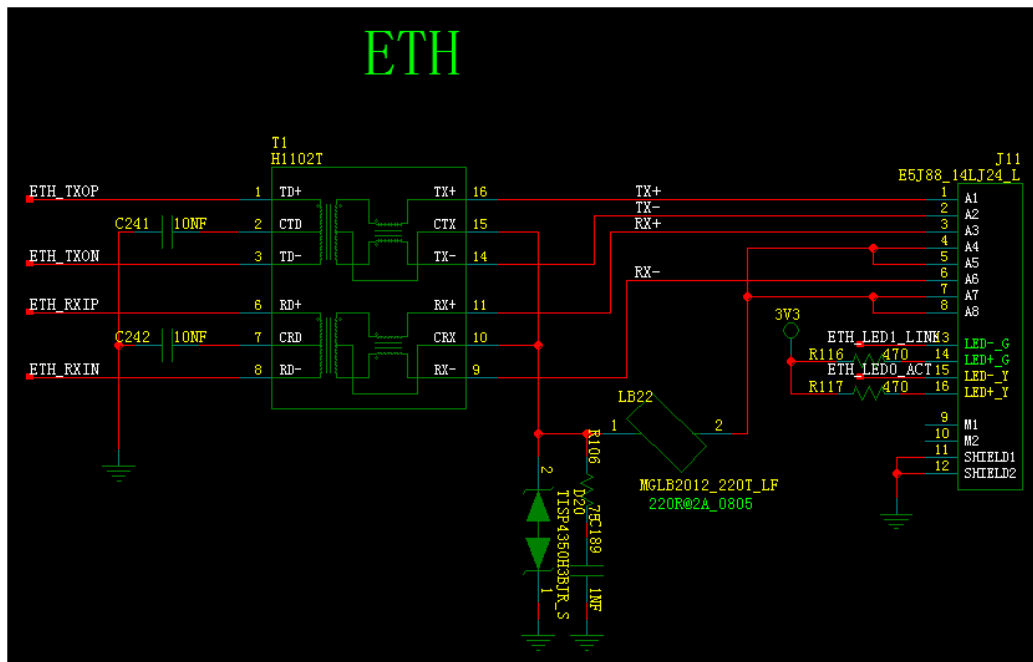 ETH
T1
H1102T
J11
E5J88_14LJ24_L
ETH_TXOP 1 TD+ TX+ 16 TX+ 1 A1
TX- 2 A2
C241 10NF 2 CTD CTX 15 RX+ 3 A3
4 A4
ETH_TXON 3 TD- TX- 14 5 A5
RX- 6 A6
7 A7
ETH_RXIP 6 RD+ RX+ 11 8 A8
3V3
C242 10NF 7 CRD CRX 10 ETH_LED1_LINK 13 LED-_G
R116 470 14 LED+_G
ETH_RXIN 8 RD- RX- 9 ETH_LED0_ACT 15 LED-_Y
R117 470 16 LED+_Y
LB22
9 M1
1 2 10 M2
R106 11 SHIELD1
2 12 SHIELD2
MGLB2012_220T_LF
220R@2A_0805
D20
TISP4350H3BJR_S
75
C189
1NF
1